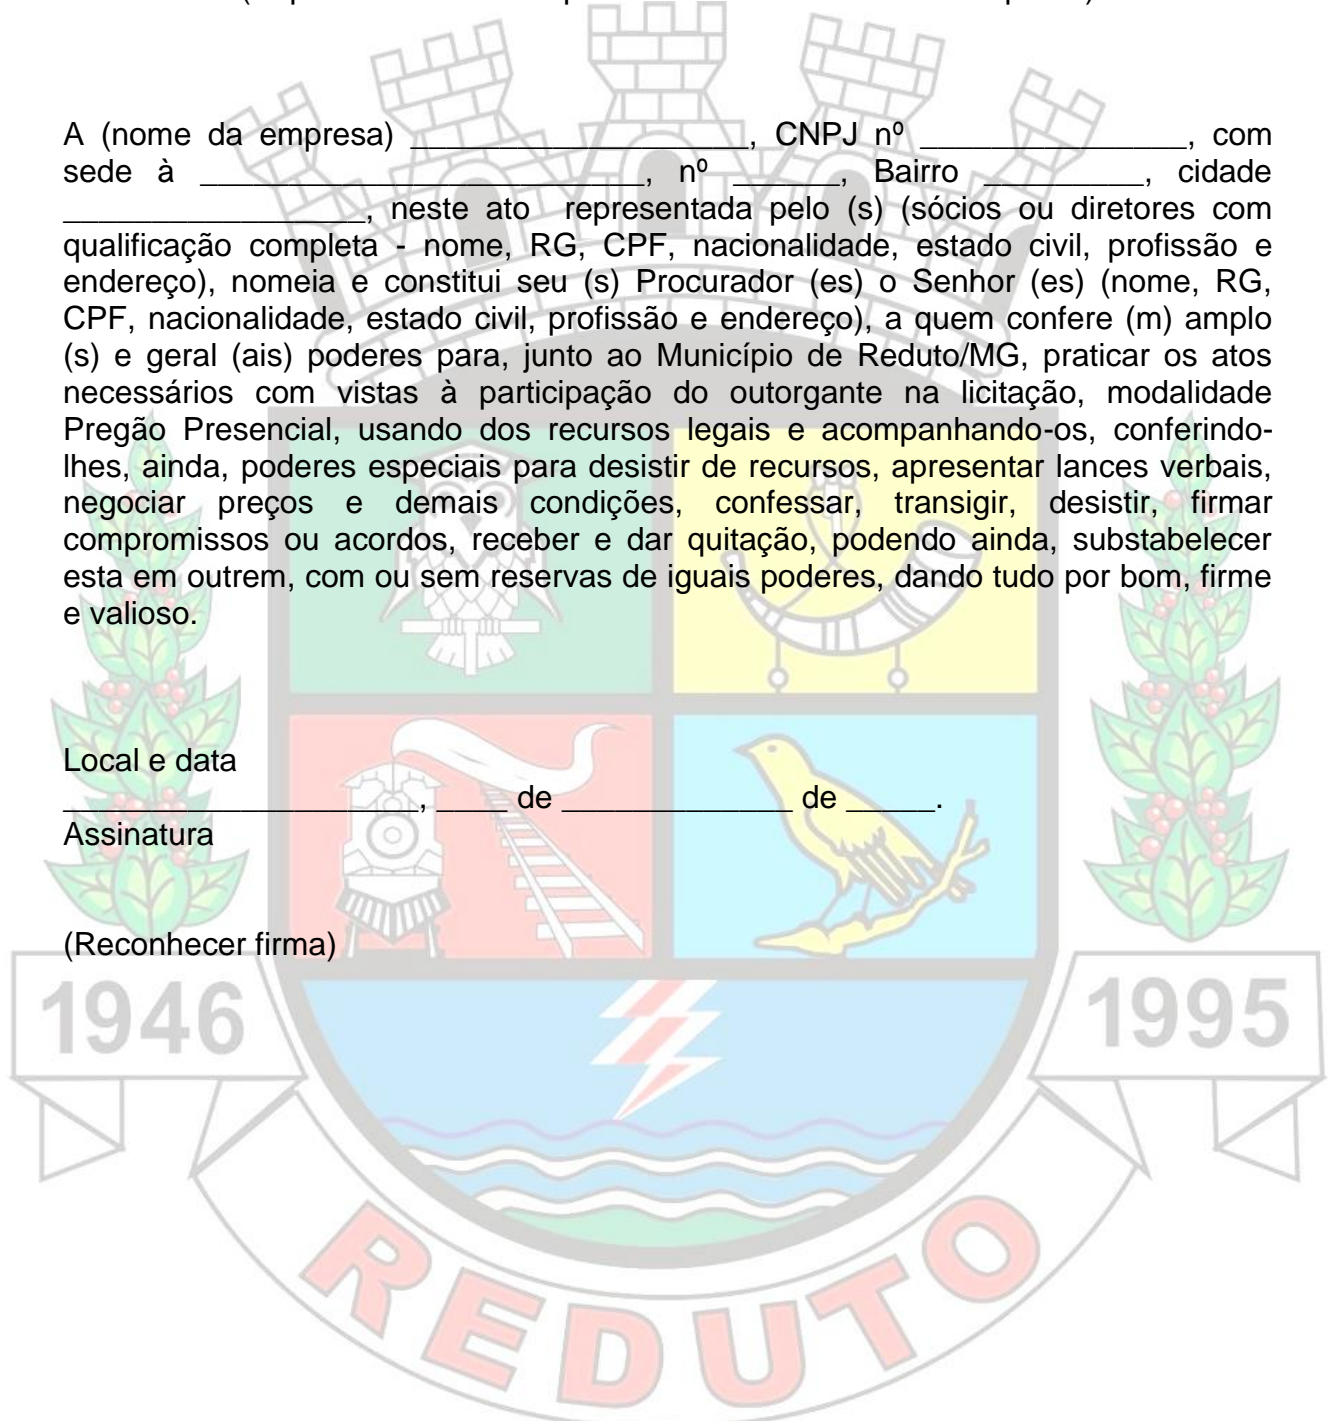 A (nome da empresa) ___________________, CNPJ nº _______________, com
sede à _________________________, nº ______, Bairro _________, cidade
_________________, neste ato representada pelo (s) (sócios ou diretores com
qualificação completa - nome, RG, CPF, nacionalidade, estado civil, profissão e
endereço), nomeia e constitui seu (s) Procurador (es) o Senhor (es) (nome, RG,
CPF, nacionalidade, estado civil, profissão e endereço), a quem confere (m) amplo
(s) e geral (ais) poderes para, junto ao Município de Reduto/MG, praticar os atos
necessários com vistas à participação do outorgante na licitação, modalidade
Pregão Presencial, usando dos recursos legais e acompanhando-os, conferindo-
lhes, ainda, poderes especiais para desistir de recursos, apresentar lances verbais,
negociar preços e demais condições, confessar, transigir, desistir, firmar
compromissos ou acordos, receber e dar quitação, podendo ainda, substabelecer
esta em outrem, com ou sem reservas de iguais poderes, dando tudo por bom, firme
e valioso.
Local e data
____________________, ____ de _____________ de _____.
Assinatura
(Reconhecer firma)
1946
1995
REDUTO